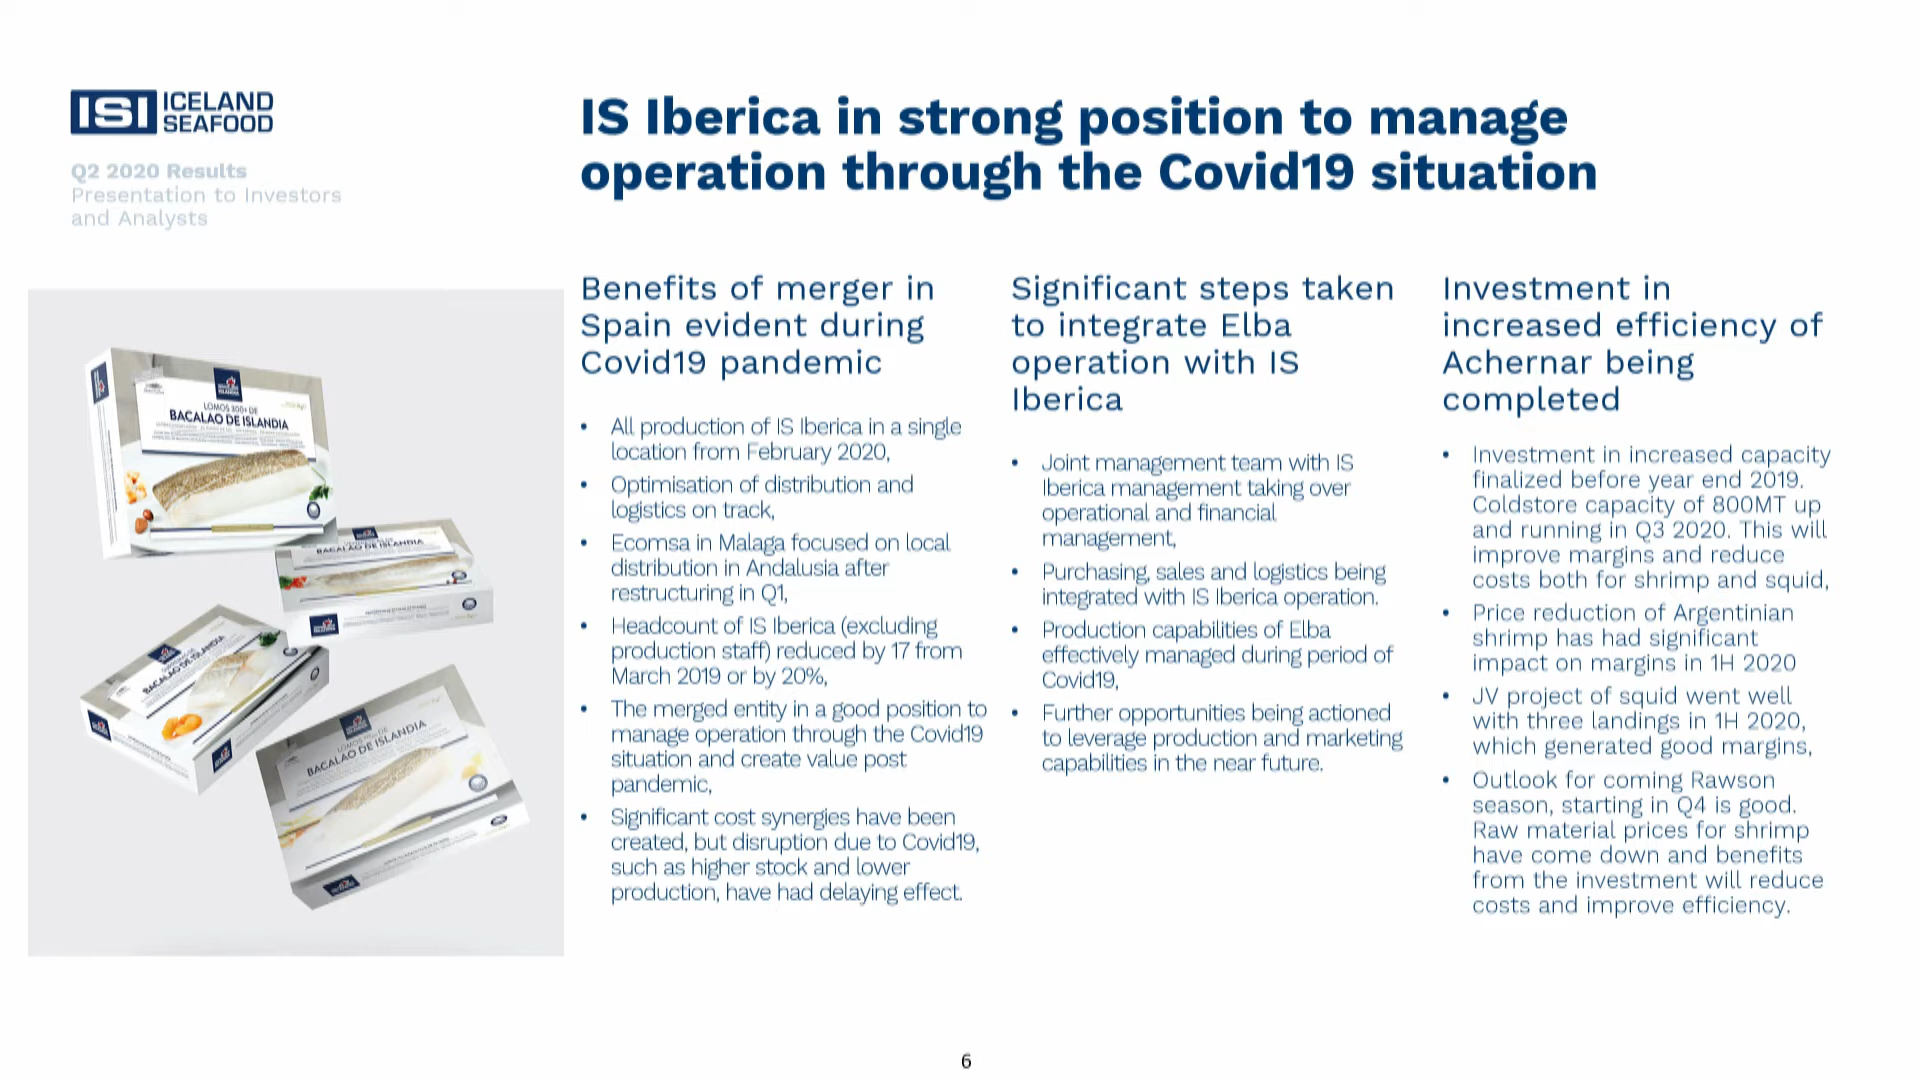 ISI ICELAND
SEAFOOD
Q2 2020 Results
Presentation to Investors
and Analysts
IS Iberica in strong position to manage
operation through the Covid19 situation
LOMOS 300+ DE
BACALAO DE ISLANDIA
BACALAO DE ISLANDIA
BACALAO DE ISLANDIA
BACALAO DE ISLANDIA
Benefits of merger in
Spain evident during
Covid19 pandemic
• All production of IS Iberica in a single
location from February 2020,
• Optimisation of distribution and
logistics on track,
• Ecomsa in Malaga focused on local
distribution in Andalusia after
restructuring in Q1,
• Headcount of IS Iberica (excluding
production staff) reduced by 17 from
March 2019 or by 20%,
• The merged entity in a good position to
manage operation through the Covid19
situation and create value post
pandemic,
• Significant cost synergies have been
created, but disruption due to Covid19,
such as higher stock and lower
production, have had delaying effect.
Significant steps taken
to integrate Elba
operation with IS
Iberica
• Joint management team with IS
Iberica management taking over
operational and financial
management,
• Purchasing, sales and logistics being
integrated with IS Iberica operation.
• Production capabilities of Elba
effectively managed during period of
Covid19,
• Further opportunities being actioned
to leverage production and marketing
capabilities in the near future.
Investment in
increased efficiency of
Achernar being
completed
• Investment in increased capacity
finalized before year end 2019.
Coldstore capacity of 800MT up
and running in Q3 2020. This will
improve margins and reduce
costs both for shrimp and squid,
• Price reduction of Argentinian
shrimp has had significant
impact on margins in 1H 2020
• JV project of squid went well
with three landings in 1H 2020,
which generated good margins,
• Outlook for coming Rawson
season, starting in Q4 is good.
Raw material prices for shrimp
have come down and benefits
from the investment will reduce
costs and improve efficiency.
6